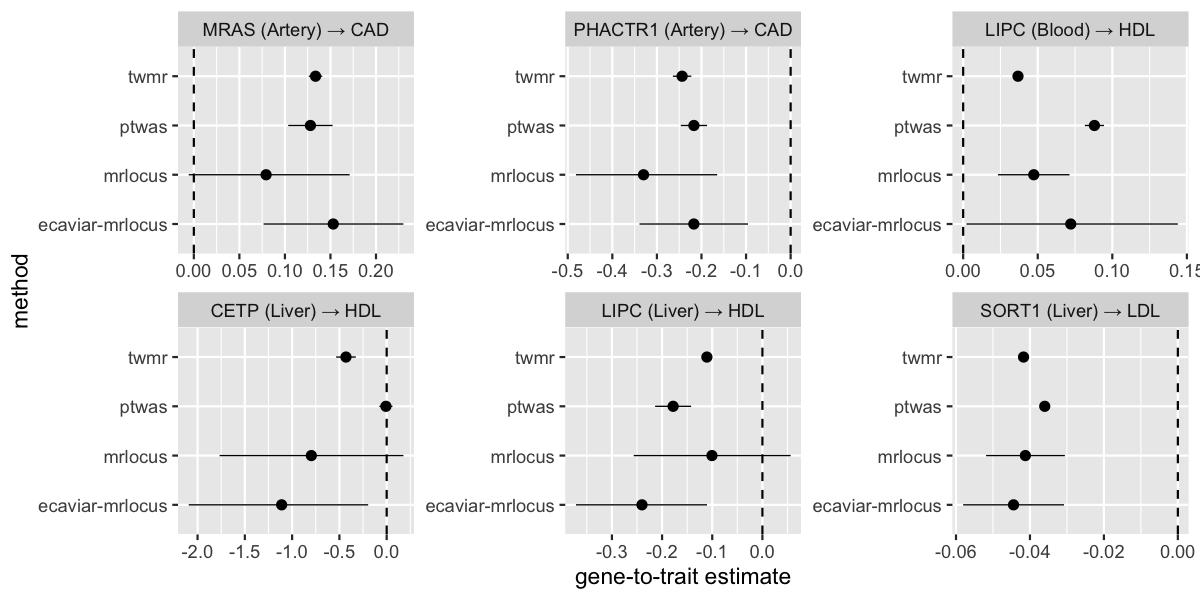 MRAS (Artery) → CAD
PHACTR1 (Artery) → CAD
LIPC (Blood) → HDL
twmr
ptwas
mrlocus
ecaviar-mrlocus
twmr
ptwas
mrlocus
ecaviar-mrlocus
twmr
ptwas
mrlocus
ecaviar-mrlocus
0.00 0.05 0.10 0.15 0.20
-0.5 -0.4 -0.3 -0.2 -0.1 0.0
0.00 0.05 0.10 0.15
method
CETP (Liver) → HDL
LIPC (Liver) → HDL
SORT1 (Liver) → LDL
twmr
ptwas
mrlocus
ecaviar-mrlocus
twmr
ptwas
mrlocus
ecaviar-mrlocus
twmr
ptwas
mrlocus
ecaviar-mrlocus
-2.0 -1.5 -1.0 -0.5 0.0
-0.3 -0.2 -0.1 0.0
-0.06 -0.04 -0.02 0.00
gene-to-trait estimate